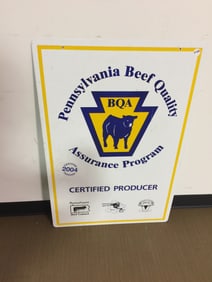 Pennsylvania Beef Quality
BQA
Assurance Program
2004
CERTIFIED PRODUCER